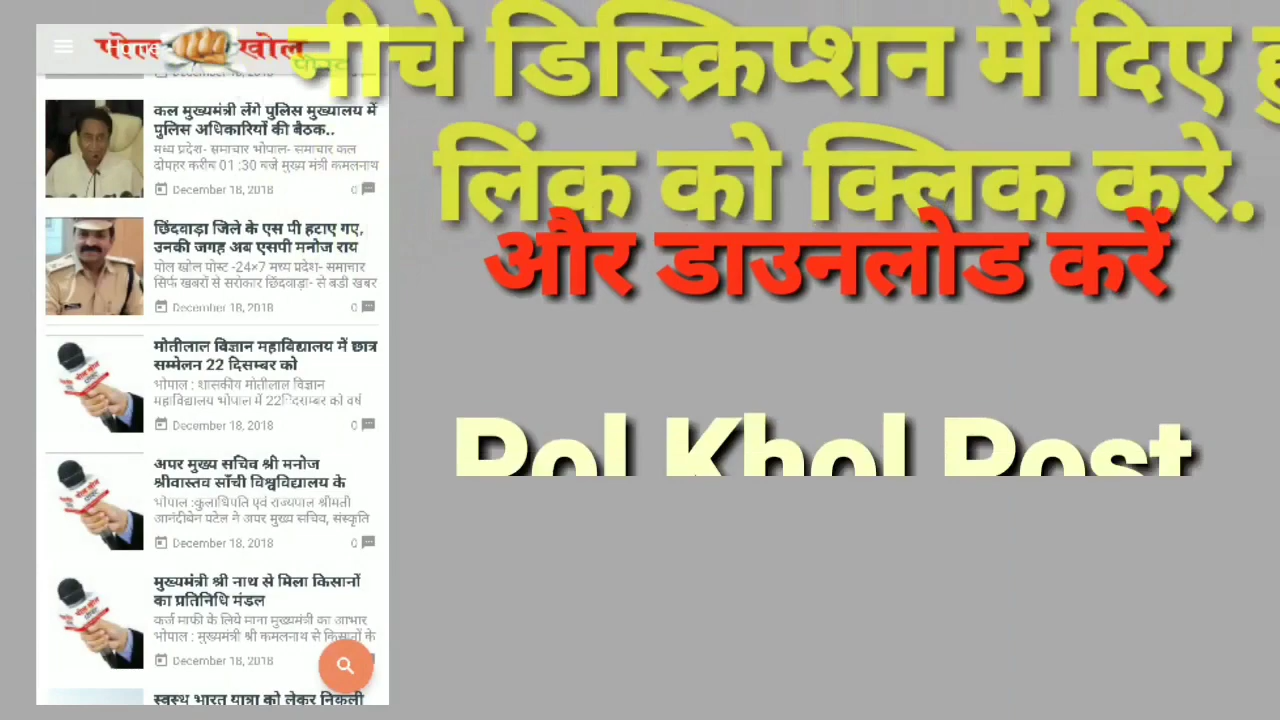 Home
पोल खोल
पोस्ट
December 18, 2018
कल मुख्यमंत्री लेंगे पुलिस मुख्यालय में
पुलिस अधिकारियों की बैठक..
मध्य प्रदेश- समाचार भोपाल- समाचार कल
दोपहर करीब 01 :30 बजे मुख्य मंत्री कमलनाथ
December 18, 2018 0
छिंदवाड़ा जिले के एस पी हटाए गए,
उनकी जगह अब एसपी मनोज राय
पोल खोल पोस्ट -24×7 मध्य प्रदेश- समाचार
सिर्फ खबरों से सरोकार छिंदवाड़ा- से बडी खबर
December 18, 2018 0
मोतीलाल विज्ञान महाविद्यालय में छात्र
सम्मेलन 22 दिसम्बर को
भोपाल : शासकीय मोतीलाल विज्ञान
महाविद्यालय भोपाल में 22 को वर्ष
December 18, 2018 0
अपर मुख्य सचिव श्री मनोज
श्रीवास्तव साँची विश्वविद्यालय के
भोपाल :कुलाधिपति एवं राज्यपाल श्रीमती
आनंदीबेन पटेल ने अपर मुख्य सचिव, संस्कृति
December 18, 2018 0
मुख्यमंत्री श्री नाथ से मिला किसानों
का प्रतिनिधि मंडल
कर्ज माफी के लिये माना मुख्यमंत्री का आभार
भोपाल : मुख्यमंत्री श्री कमलनाथ से किसानों के
December 18, 2018
स्वस्थ भारत यात्रा को लेकर निकली
नीचे डिस्क्रिप्शन में दिए
लिंक को क्लिक करे.
और डाउनलोड करें
Pol Khol Post